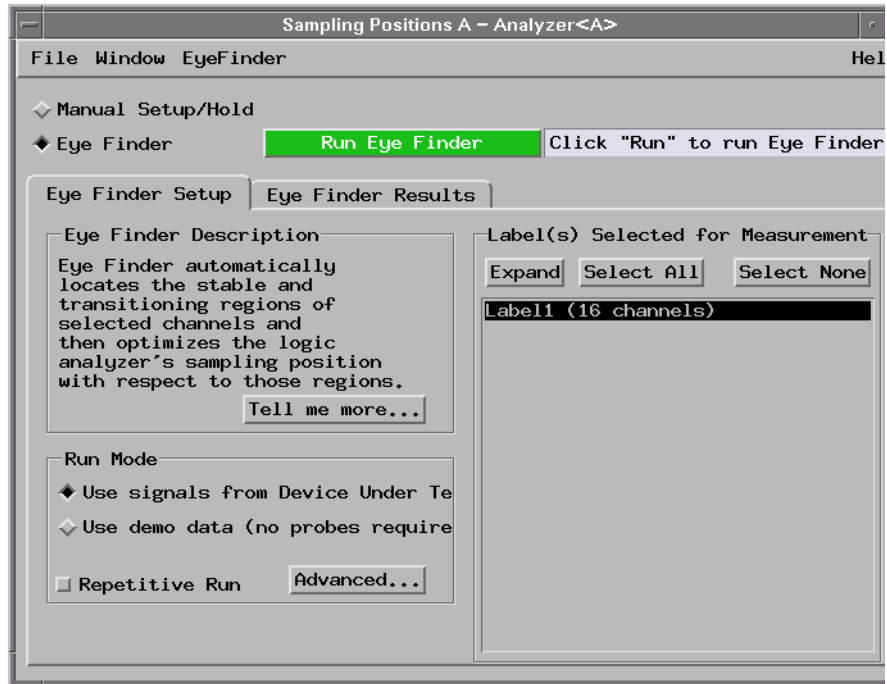 Sampling Positions A – Analyzer<A>
File Window EyeFinder Hel
Manual Setup/Hold
Eye Finder Run Eye Finder Click "Run" to run Eye Finder
Eye Finder Setup Eye Finder Results
Eye Finder Description
Eye Finder automatically
locates the stable and
transitioning regions of
selected channels and
then optimizes the logic
analyzer's sampling position
with respect to those regions.
Tell me more...
Run Mode
Use signals from Device Under Te
Use demo data (no probes require
Repetitive Run Advanced...
Label(s) Selected for Measurement
Expand Select All Select None
Label1 (16 channels)